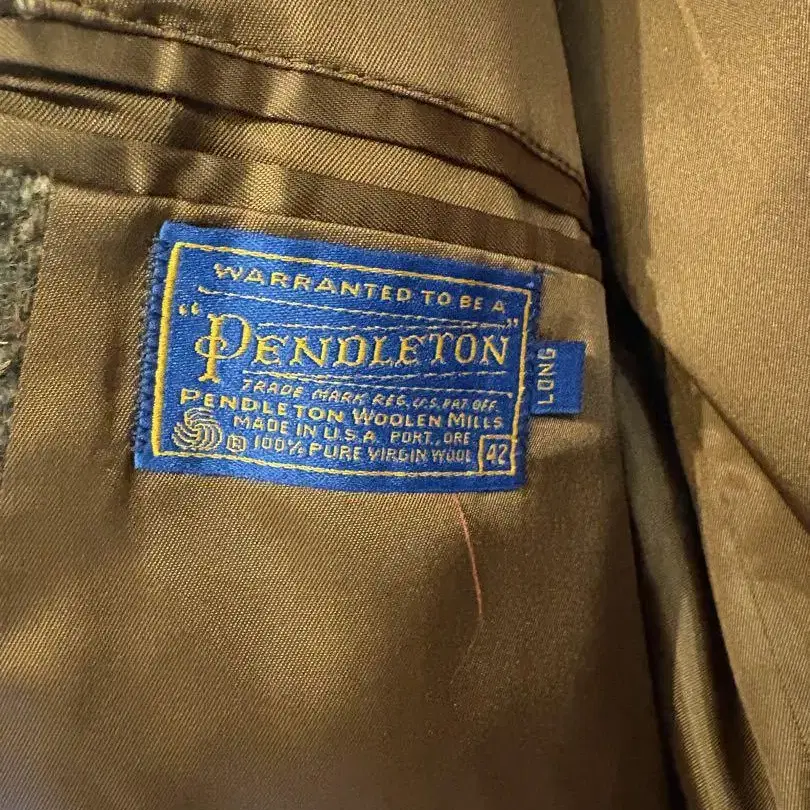 WARRANTED TO BE A
"PENDLETON"
TRADE MARK REG. U.S. PAT. OFF.
PENDLETON WOOLEN MILLS
MADE IN U.S.A. PORT., ORE
® 100% PURE VIRGIN WOOL 42
LONG